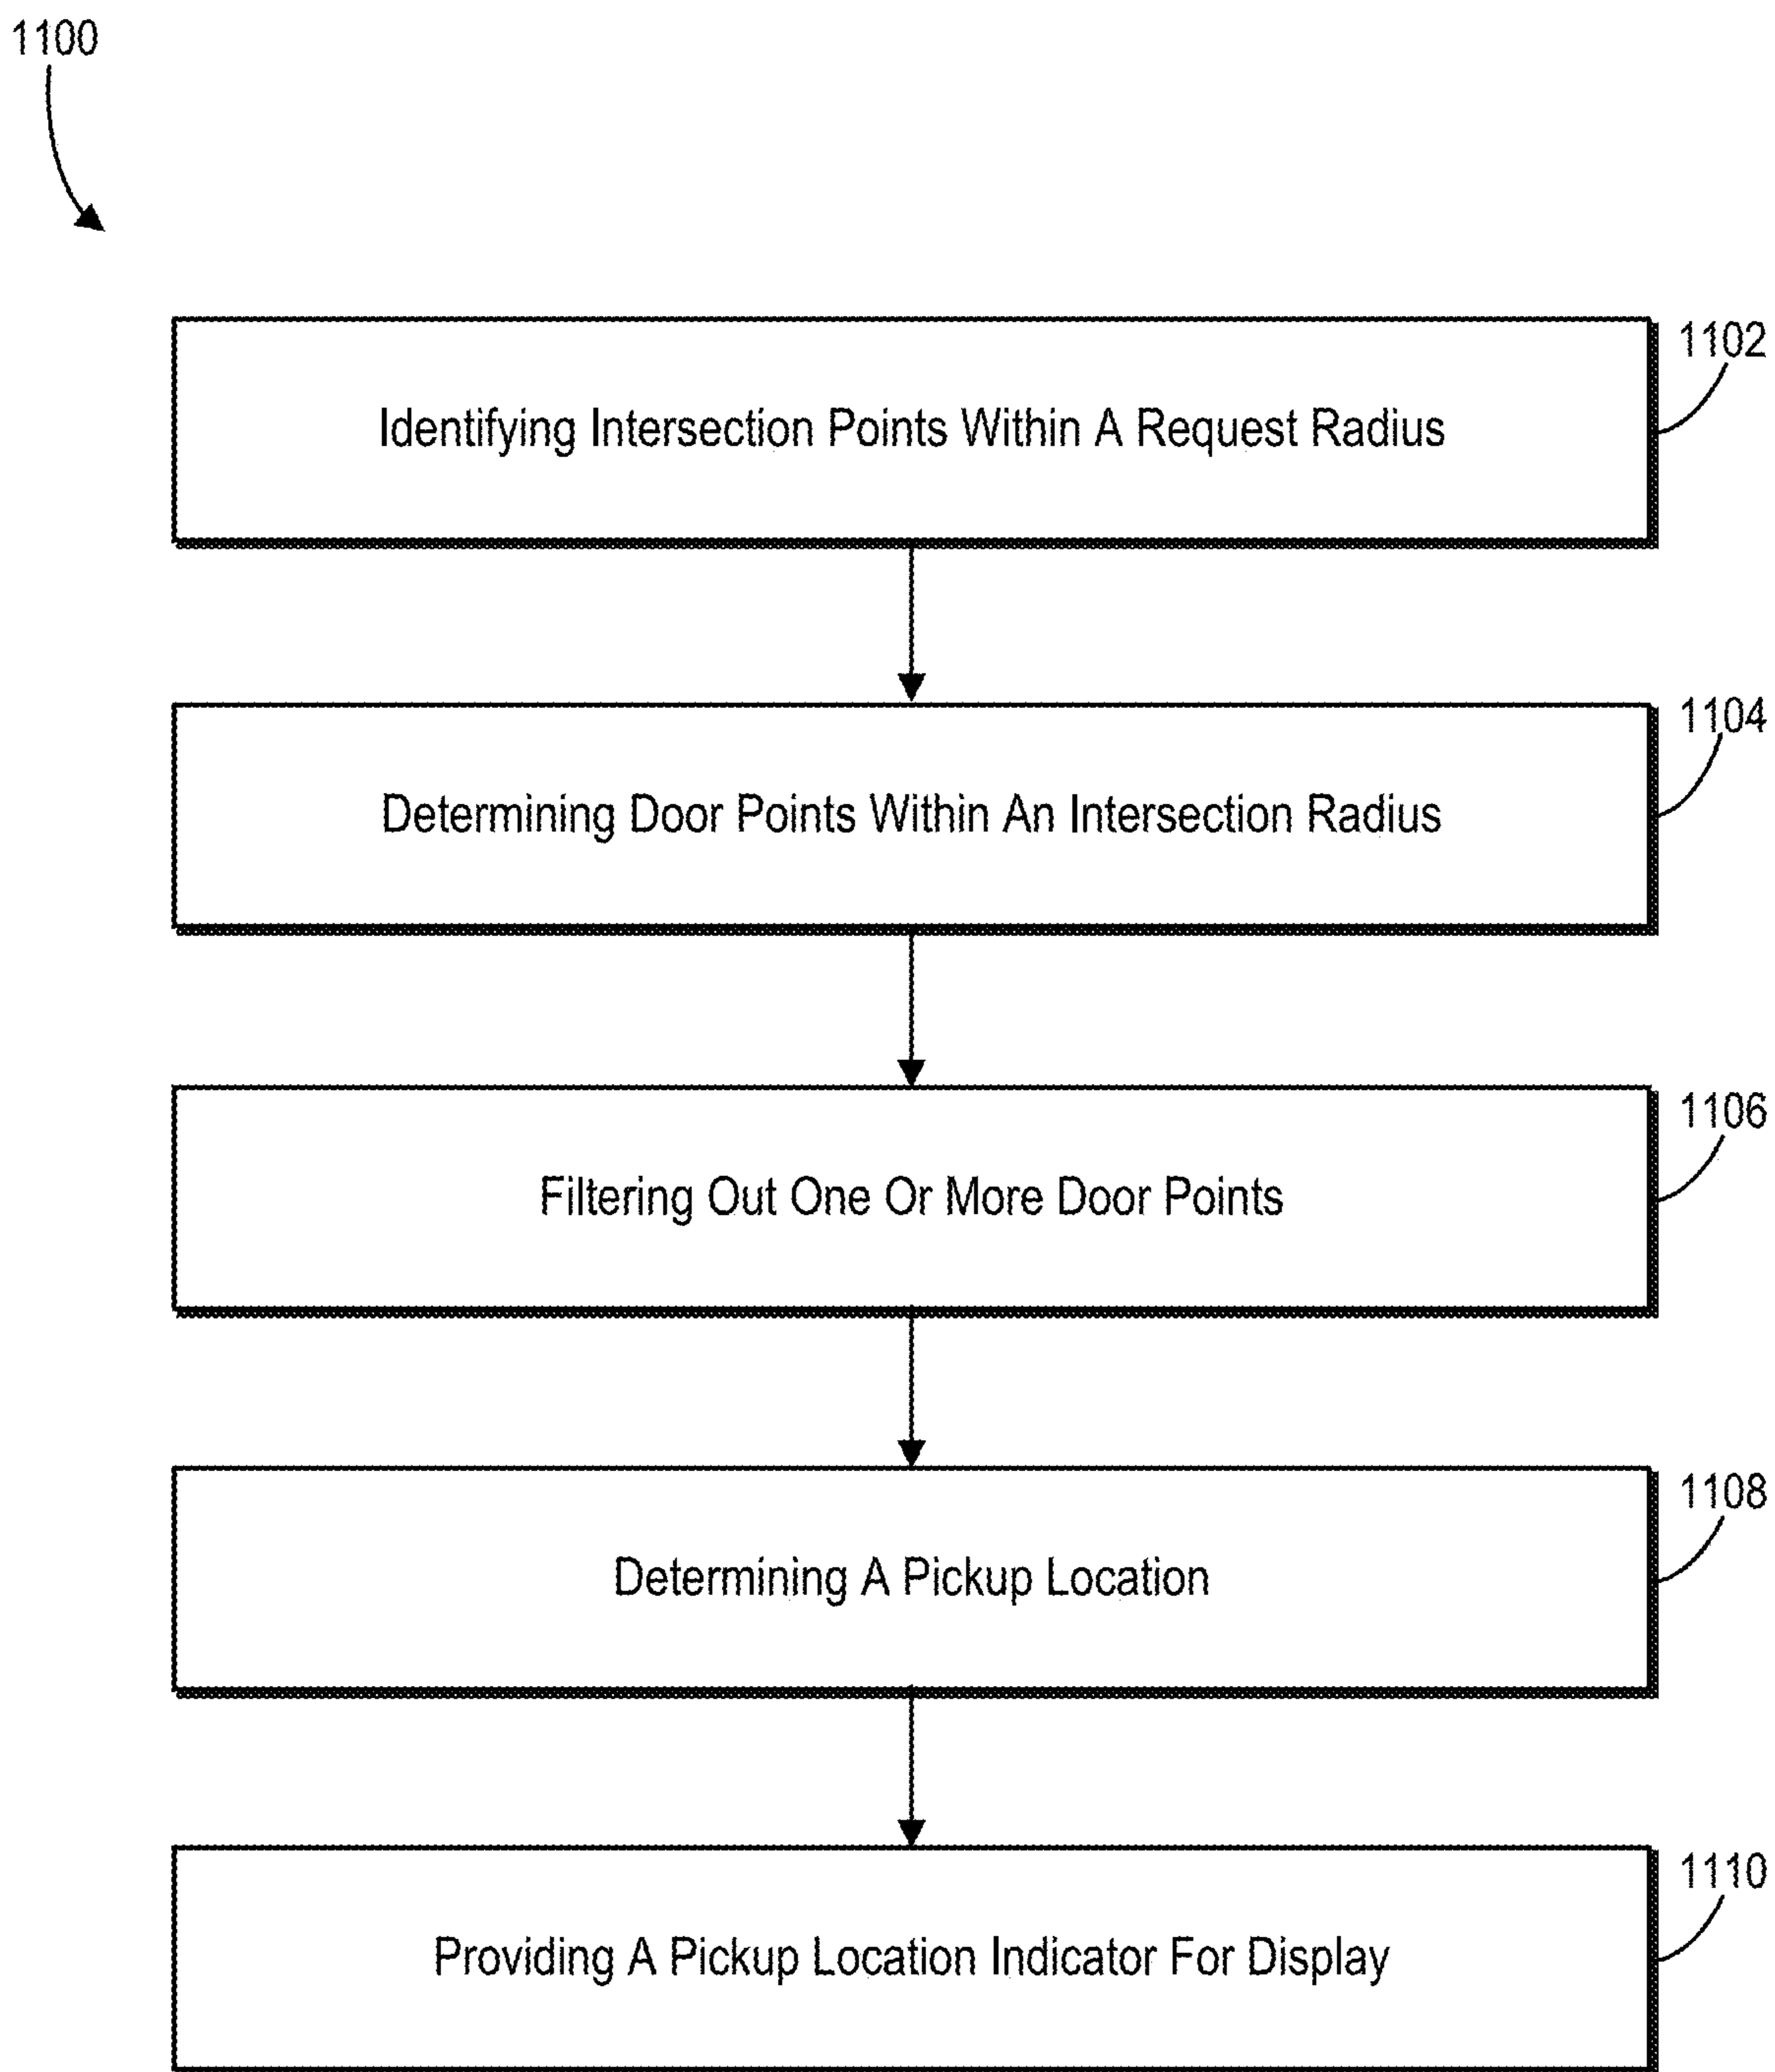 1100
1102
Identifying Intersection Points Within A Request Radius
1104
Determining Door Points Within An Intersection Radius
1106
Filtering Out One Or More Door Points
1108
Determining A Pickup Location
1110
Providing A Pickup Location Indicator For Display